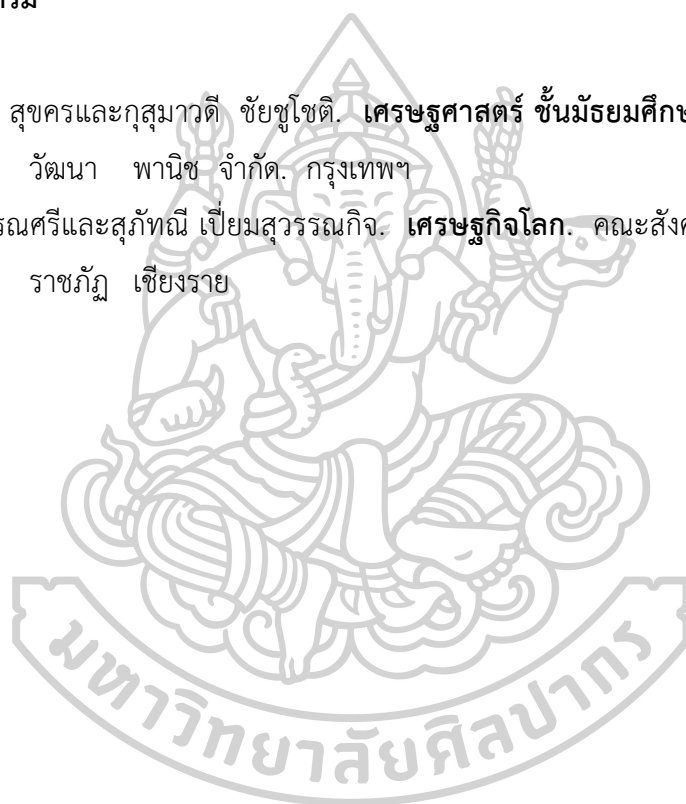 สุขครและกุสุมาวดี ชัยชูโชติ. เศรษฐศาสตร์ ชั้นมัธยมศึกษ
วัฒนา พานิช จำกัด. กรุงเทพฯ
รณศรีและสุภัทณี เปี่ยมสุวรรณกิจ. เศรษฐกิจโลก. คณะสังค
ราชภัฏ เชียงราย
มหาวิทยาลัยศิลปากร